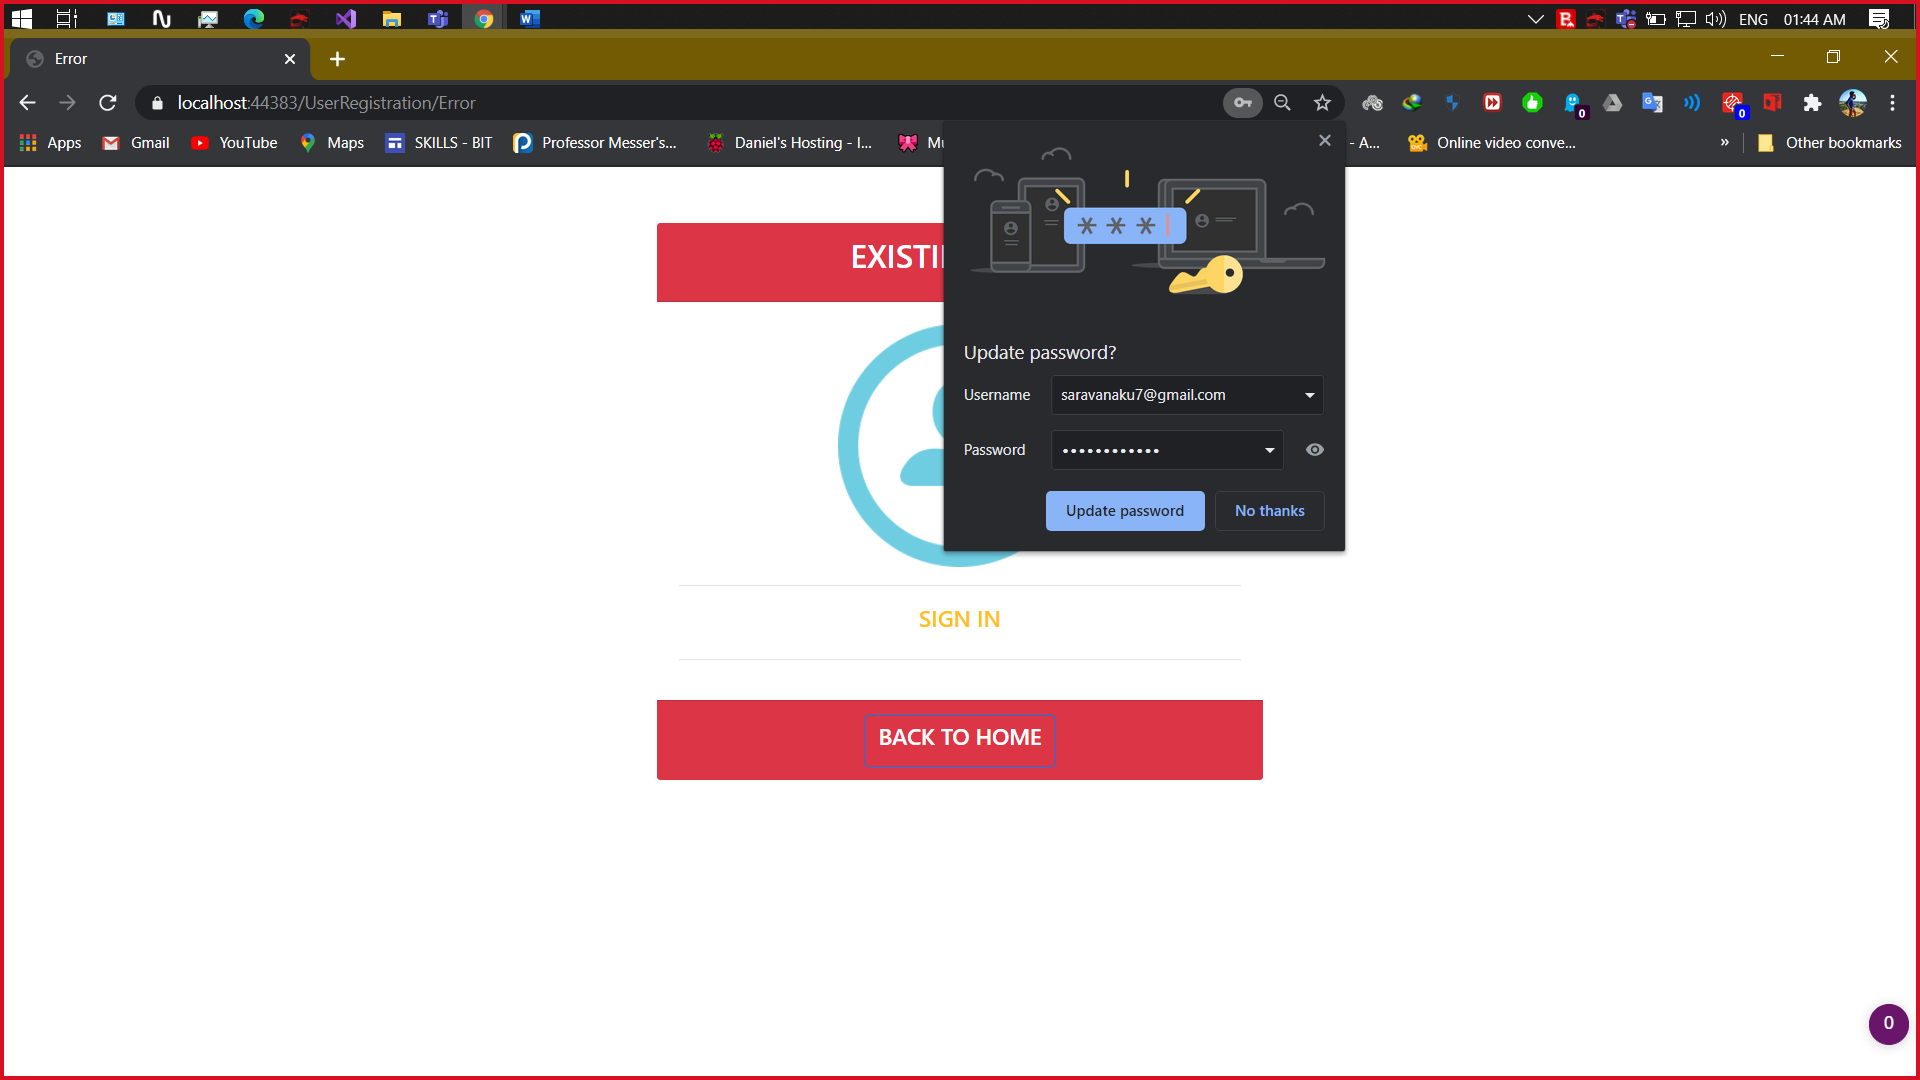 ENG 01:44 AM
Error
localhost:44383/UserRegistration/Error
0
0
Apps Gmail YouTube Maps SKILLS - BIT Professor Messer's... Daniel's Hosting - I... - A... Online video conve... » Other bookmarks
* * *
Update password?
Username saravanaku7@gmail.com
Password ••••••••••••
Update password No thanks
SIGN IN
BACK TO HOME
0